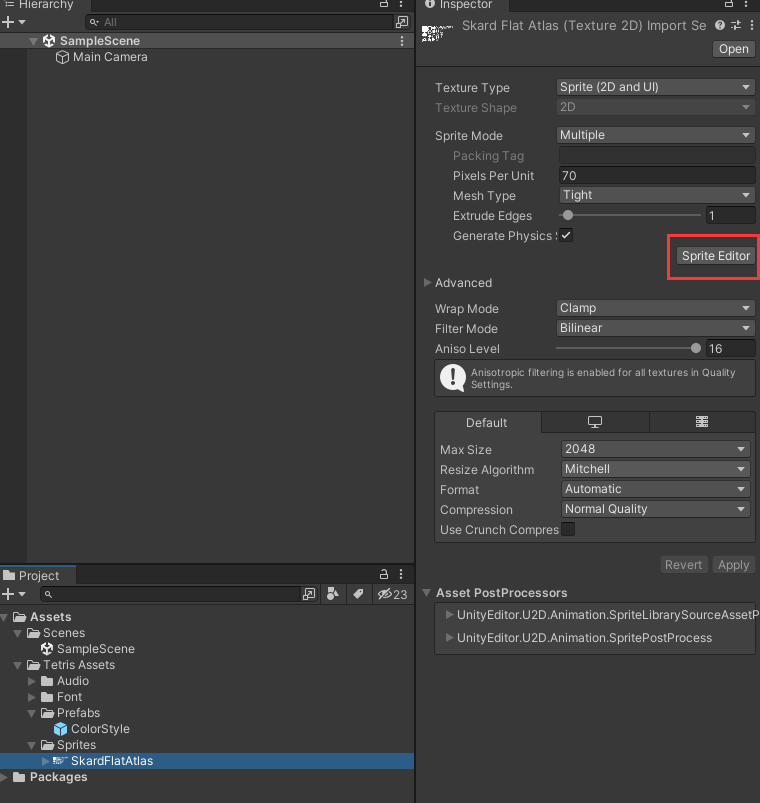 Hierarchy
All
SampleScene
Main Camera
Project
23
Assets
Scenes
SampleScene
Tetris Assets
Audio
Font
Prefabs
ColorStyle
Sprites
SkardFlatAtlas
Packages
Inspector
Skard Flat Atlas (Texture 2D) Import Se
Open
Texture Type Sprite (2D and UI)
Texture Shape 2D
Sprite Mode Multiple
Packing Tag
Pixels Per Unit 70
Mesh Type Tight
Extrude Edges 1
Generate Physics S
Sprite Editor
Advanced
Wrap Mode Clamp
Filter Mode Bilinear
Aniso Level 16
Anisotropic filtering is enabled for all textures in Quality
Settings.
Default
Max Size 2048
Resize Algorithm Mitchell
Format Automatic
Compression Normal Quality
Use Crunch Compres
Revert Apply
Asset PostProcessors
UnityEditor.U2D.Animation.SpriteLibrarySourceAssetP
UnityEditor.U2D.Animation.SpritePostProcess